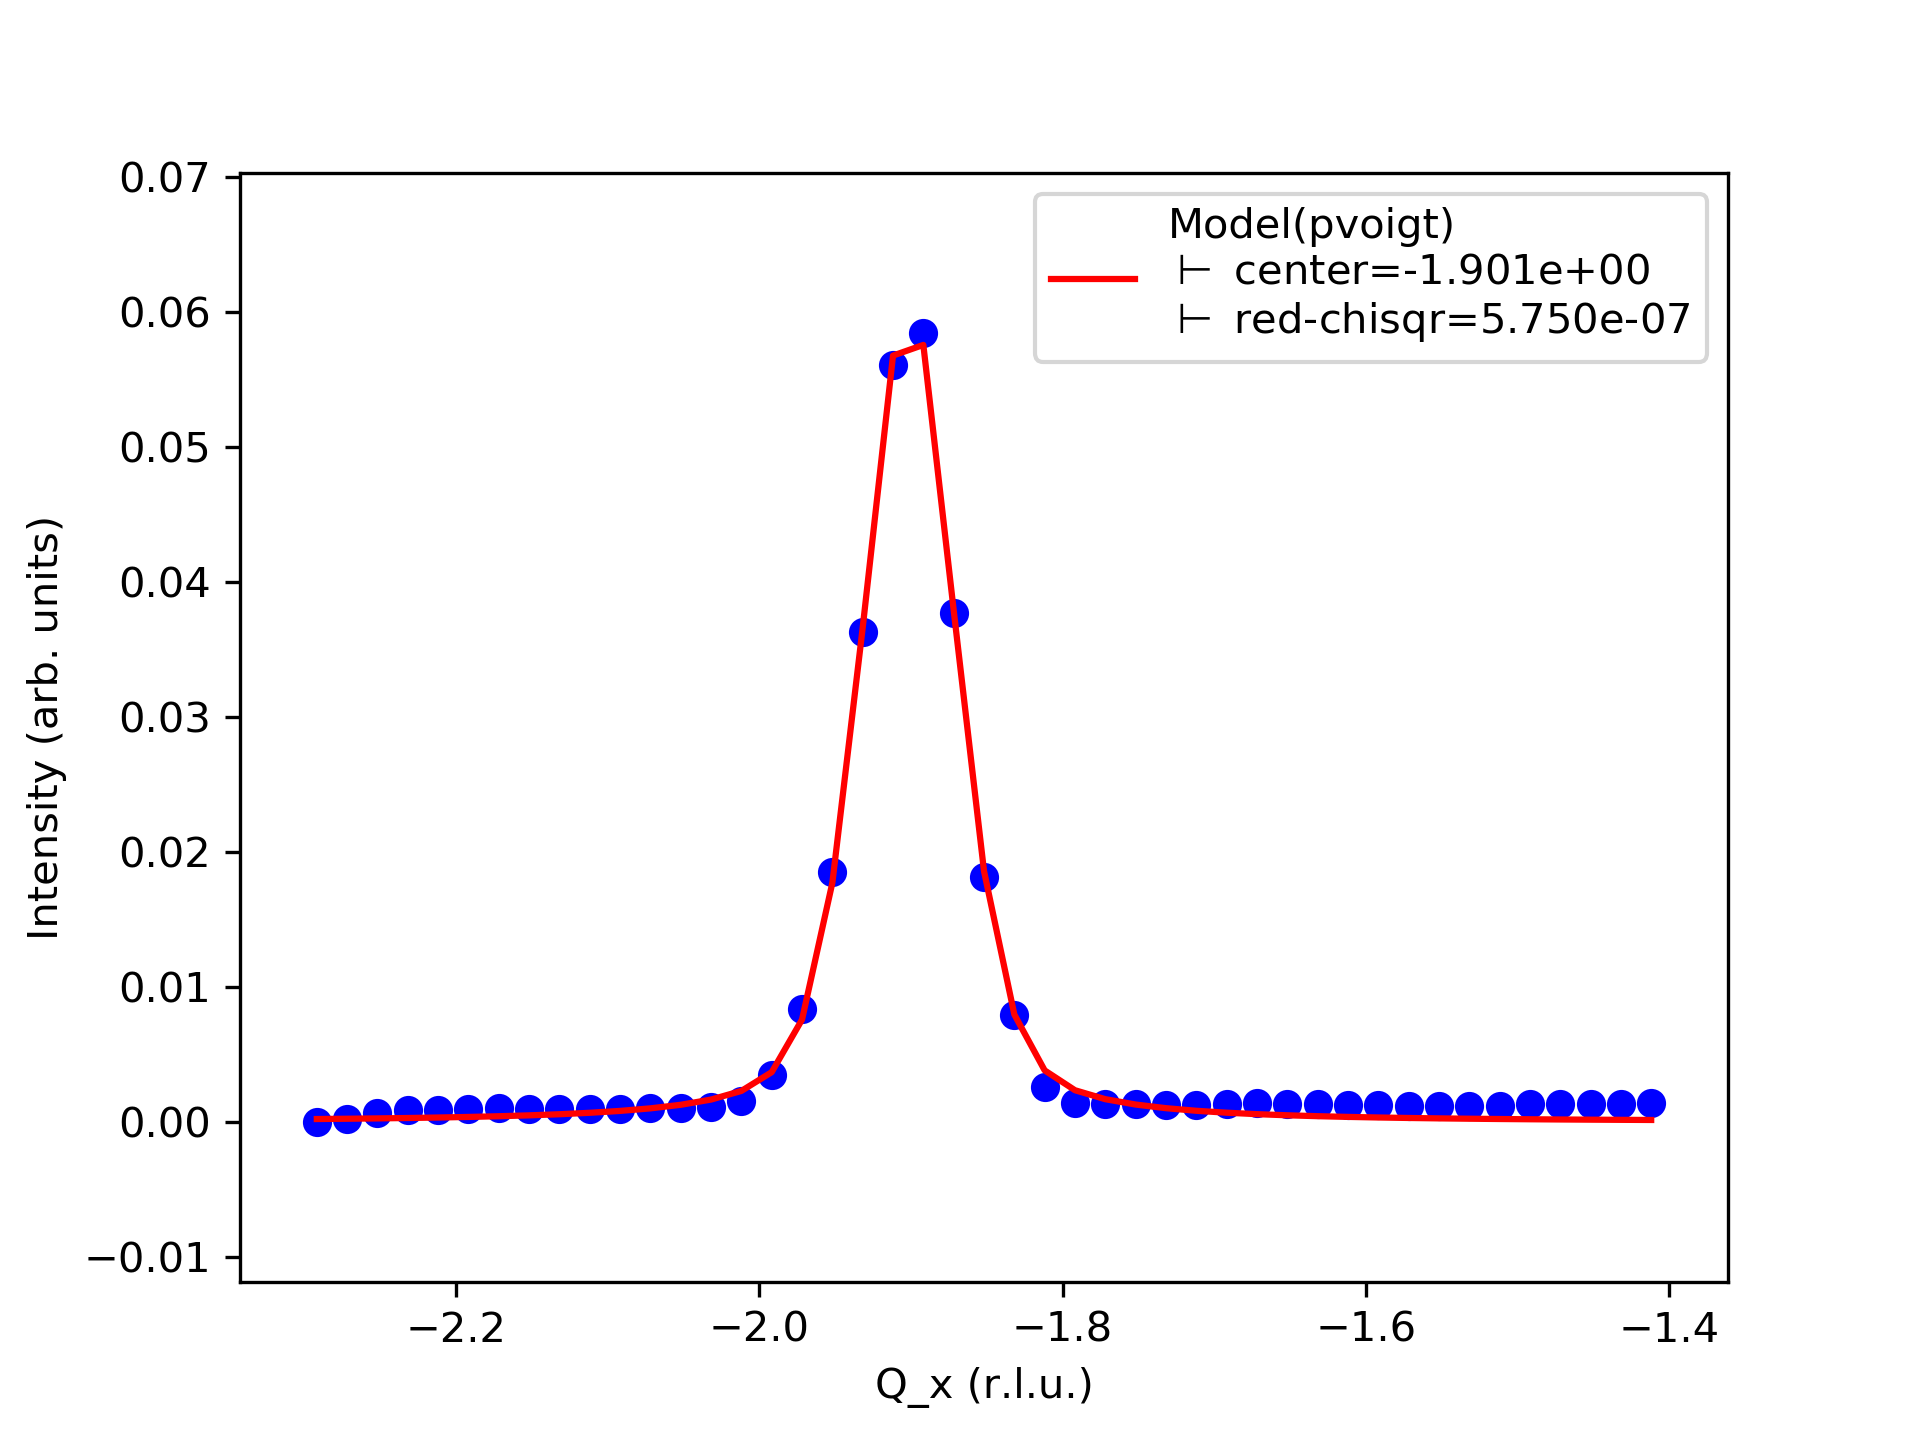 0.07
0.06
0.05
0.04
0.03
0.02
0.01
0.00
−0.01
Intensity (arb. units)
Model(pvoigt)
⊢ center=-1.901e+00
⊢ red-chisqr=5.750e-07
−2.2 −2.0 −1.8 −1.6 −1.4
Q_x (r.l.u.)